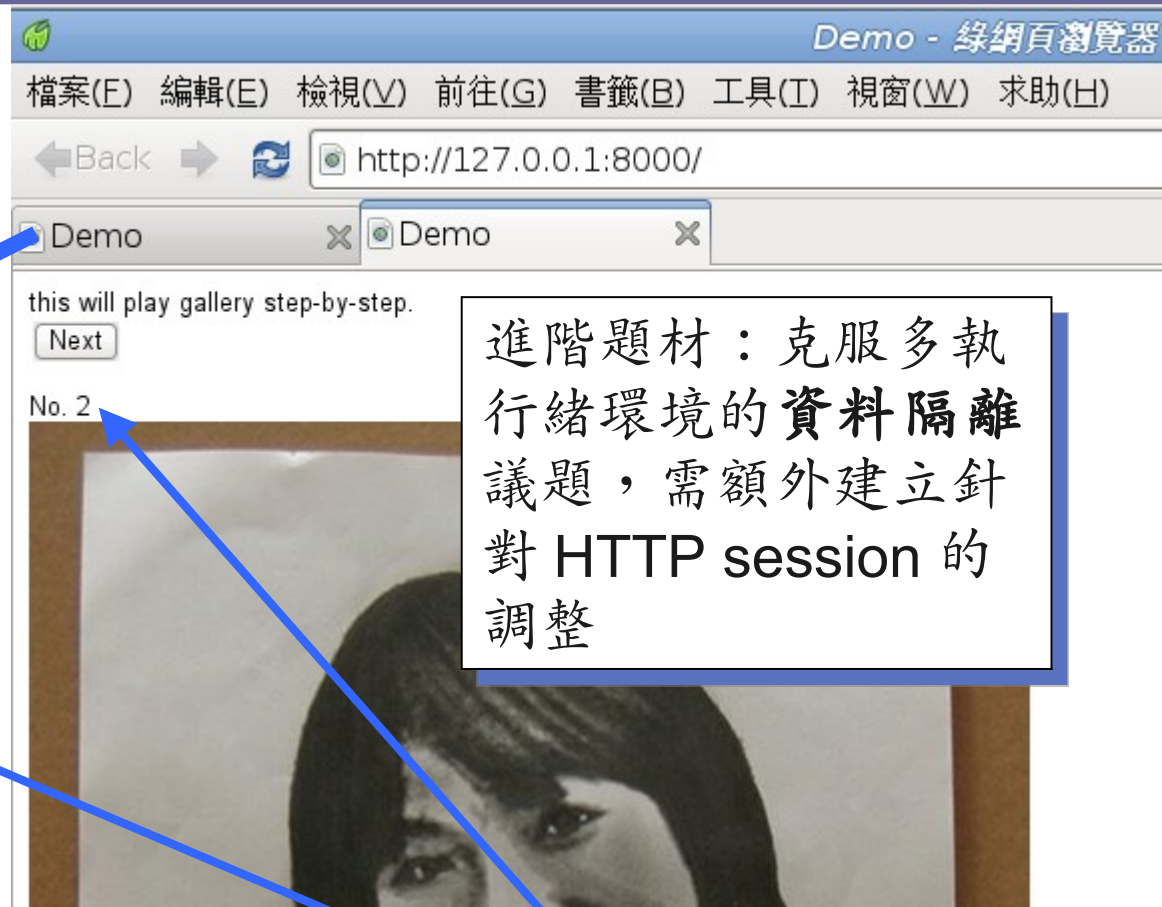 Demo - 綠網頁瀏覽器
檔案(F) 編輯(E) 檢視(V) 前往(G) 書籤(B) 工具(T) 視窗(W) 求助(H)
Back http://127.0.0.1:8000/
Demo Demo
this will play gallery step-by-step.
Next
No. 2
進階題材：克服多執
行緒環境的資料隔離
議題，需額外建立針
對 HTTP session 的
調整